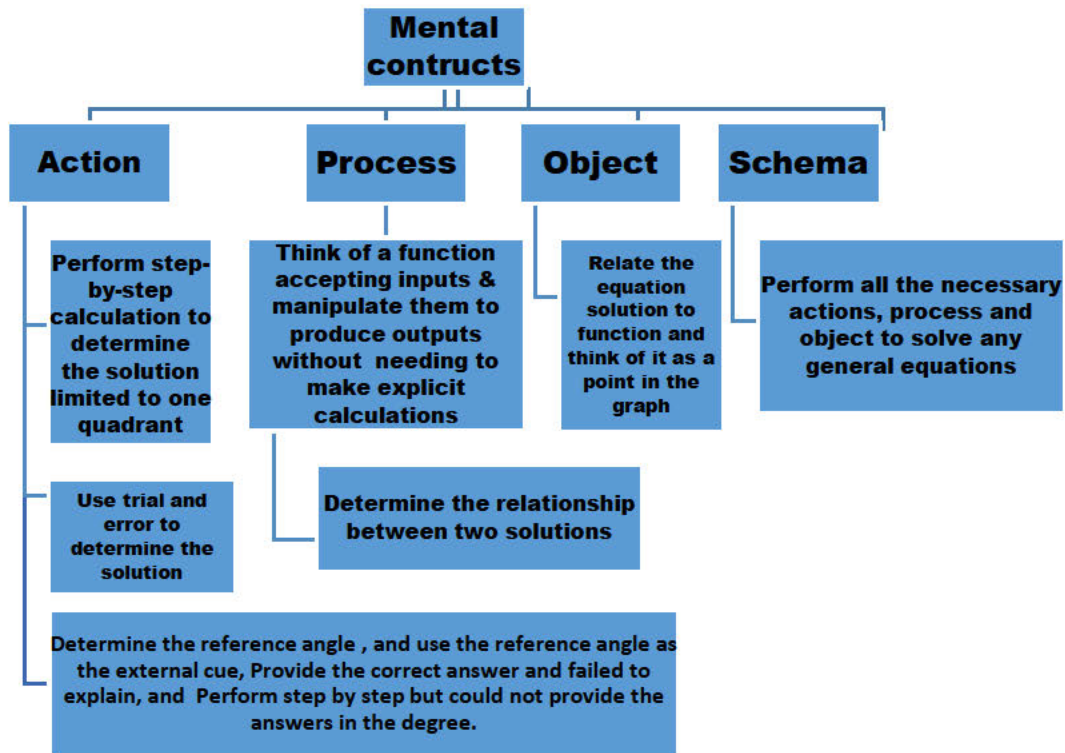 Mental
contructs
Action
Process
Object
Schema
Perform step-
by-step
calculation to
determine
the solution
limited to one
quadrant
Use trial and
error to
determine the
solution
Determine the reference angle , and use the reference angle as
the external cue, Provide the correct answer and failed to
explain, and Perform step by step but could not provide the
answers in the degree.
Think of a function
accepting inputs &
manipulate them to
produce outputs
without needing to
make explicit
calculations
Determine the relationship
between two solutions
Relate the
equation
solution to
function and
think of it as a
point in the
graph
Perform all the necessary
actions, process and
object to solve any
general equations